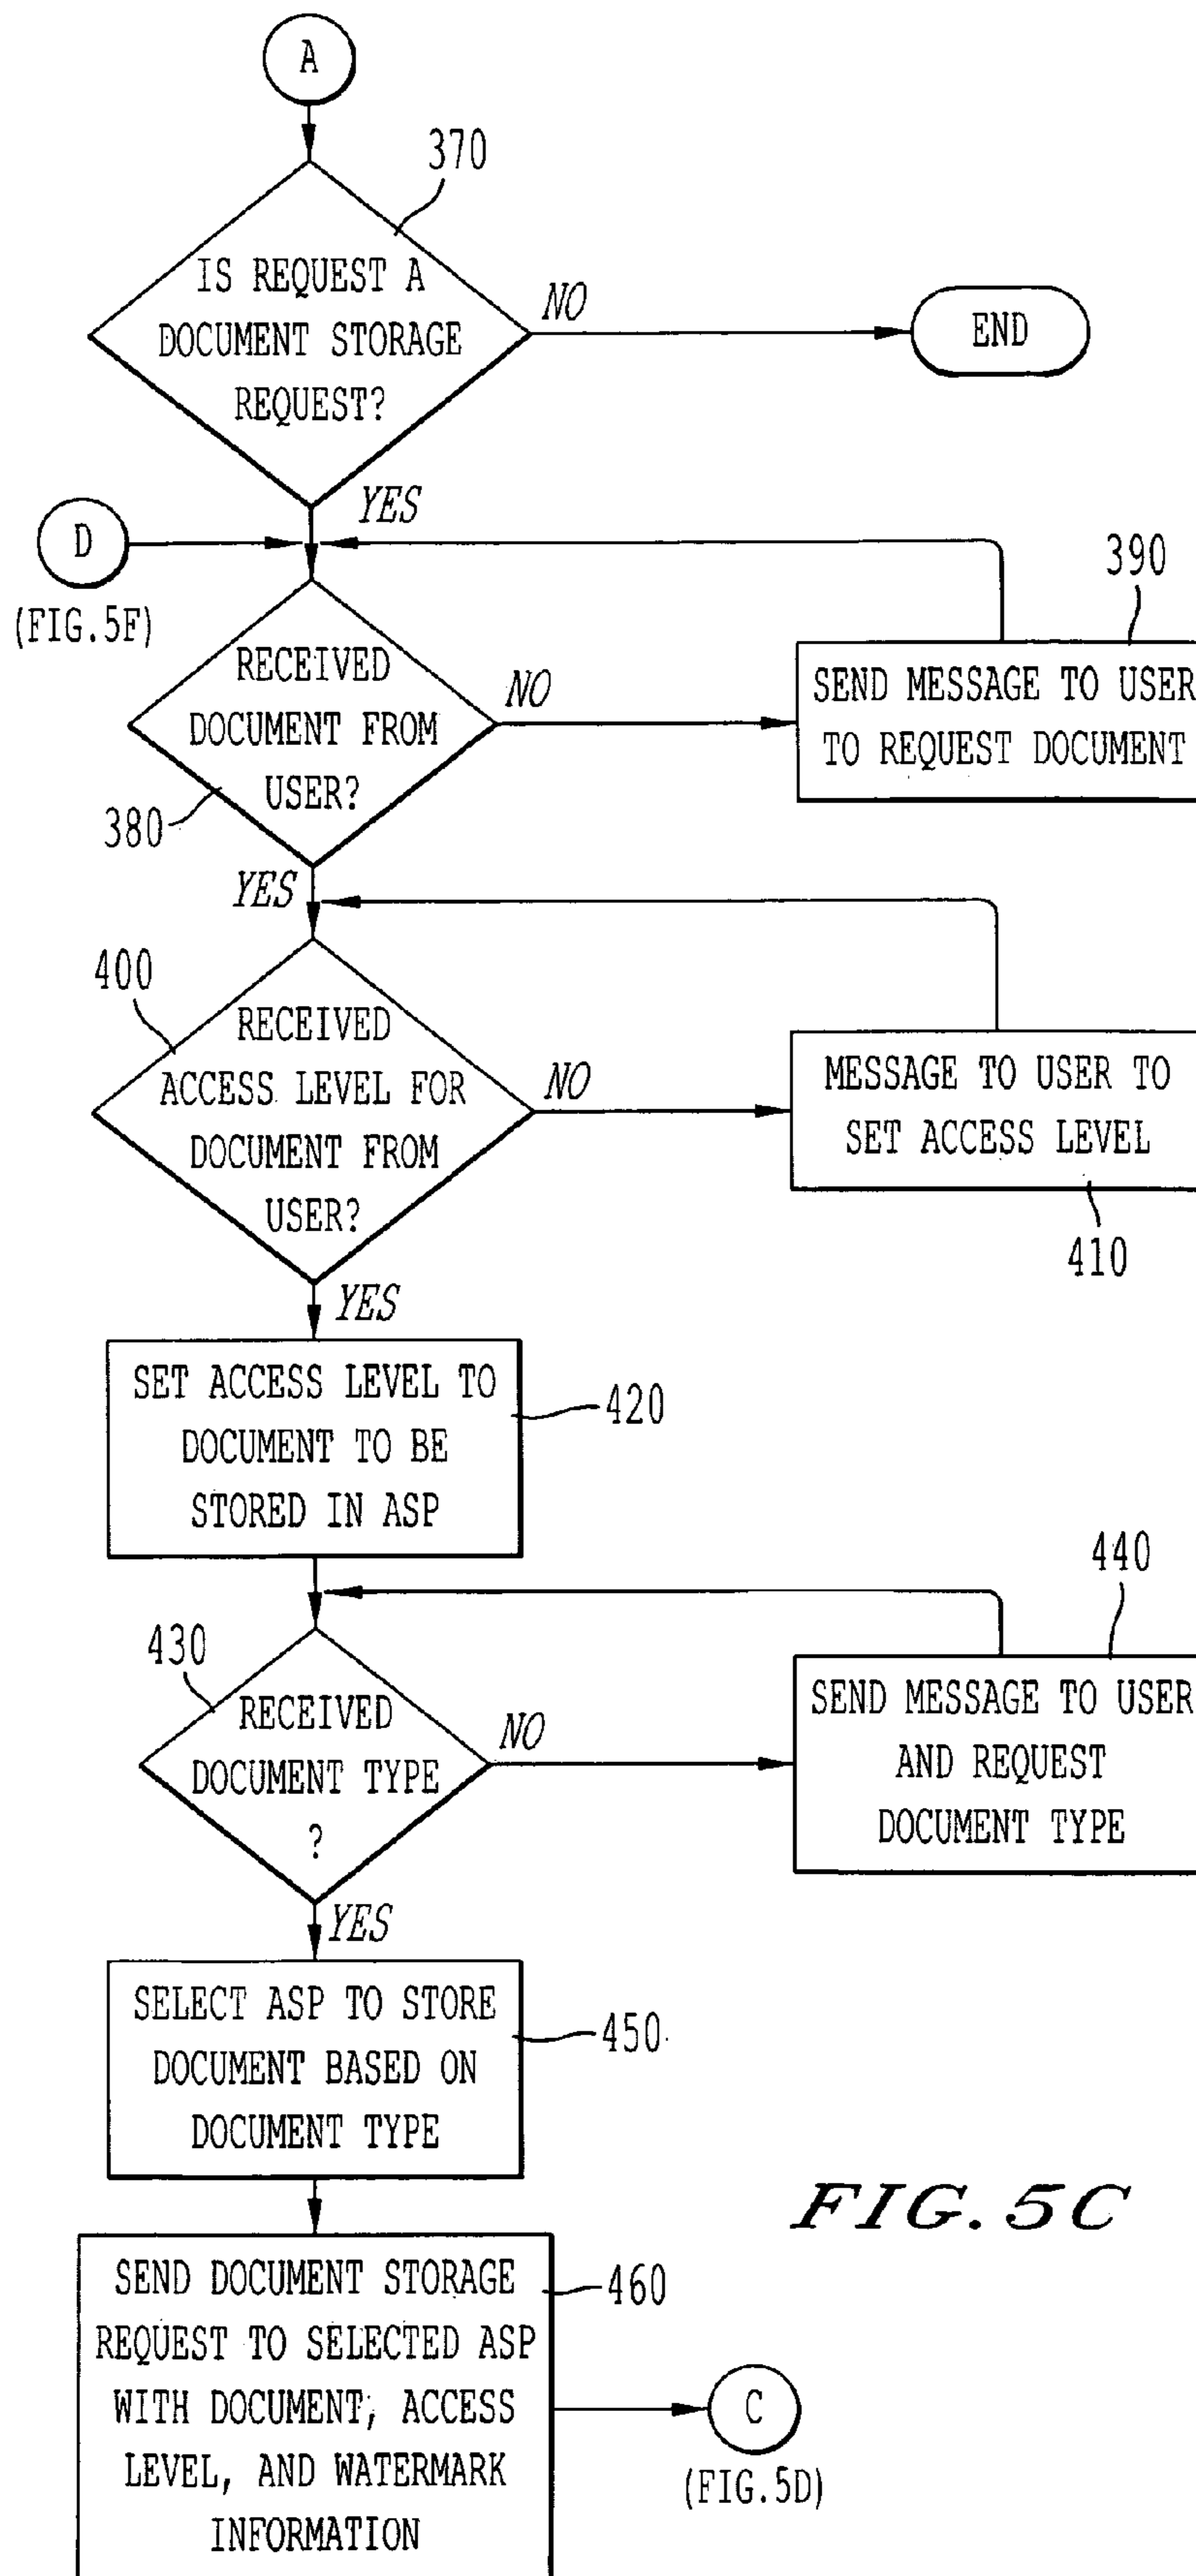 A
370
IS REQUEST A
DOCUMENT STORAGE
REQUEST?
NO
END
YES
D
(FIG.5F)
390
RECEIVED
DOCUMENT FROM
USER?
NO
SEND MESSAGE TO USER
TO REQUEST DOCUMENT
380
YES
400
RECEIVED
ACCESS LEVEL FOR
DOCUMENT FROM
USER?
NO
MESSAGE TO USER TO
SET ACCESS LEVEL
410
YES
SET ACCESS LEVEL TO
DOCUMENT TO BE
STORED IN ASP
420
440
430
RECEIVED
DOCUMENT TYPE
?
NO
SEND MESSAGE TO USER
AND REQUEST
DOCUMENT TYPE
YES
SELECT ASP TO STORE
DOCUMENT BASED ON
DOCUMENT TYPE
450
FIG. 5C
SEND DOCUMENT STORAGE
REQUEST TO SELECTED ASP
WITH DOCUMENT, ACCESS
LEVEL, AND WATERMARK
INFORMATION
460
C
(FIG.5D)